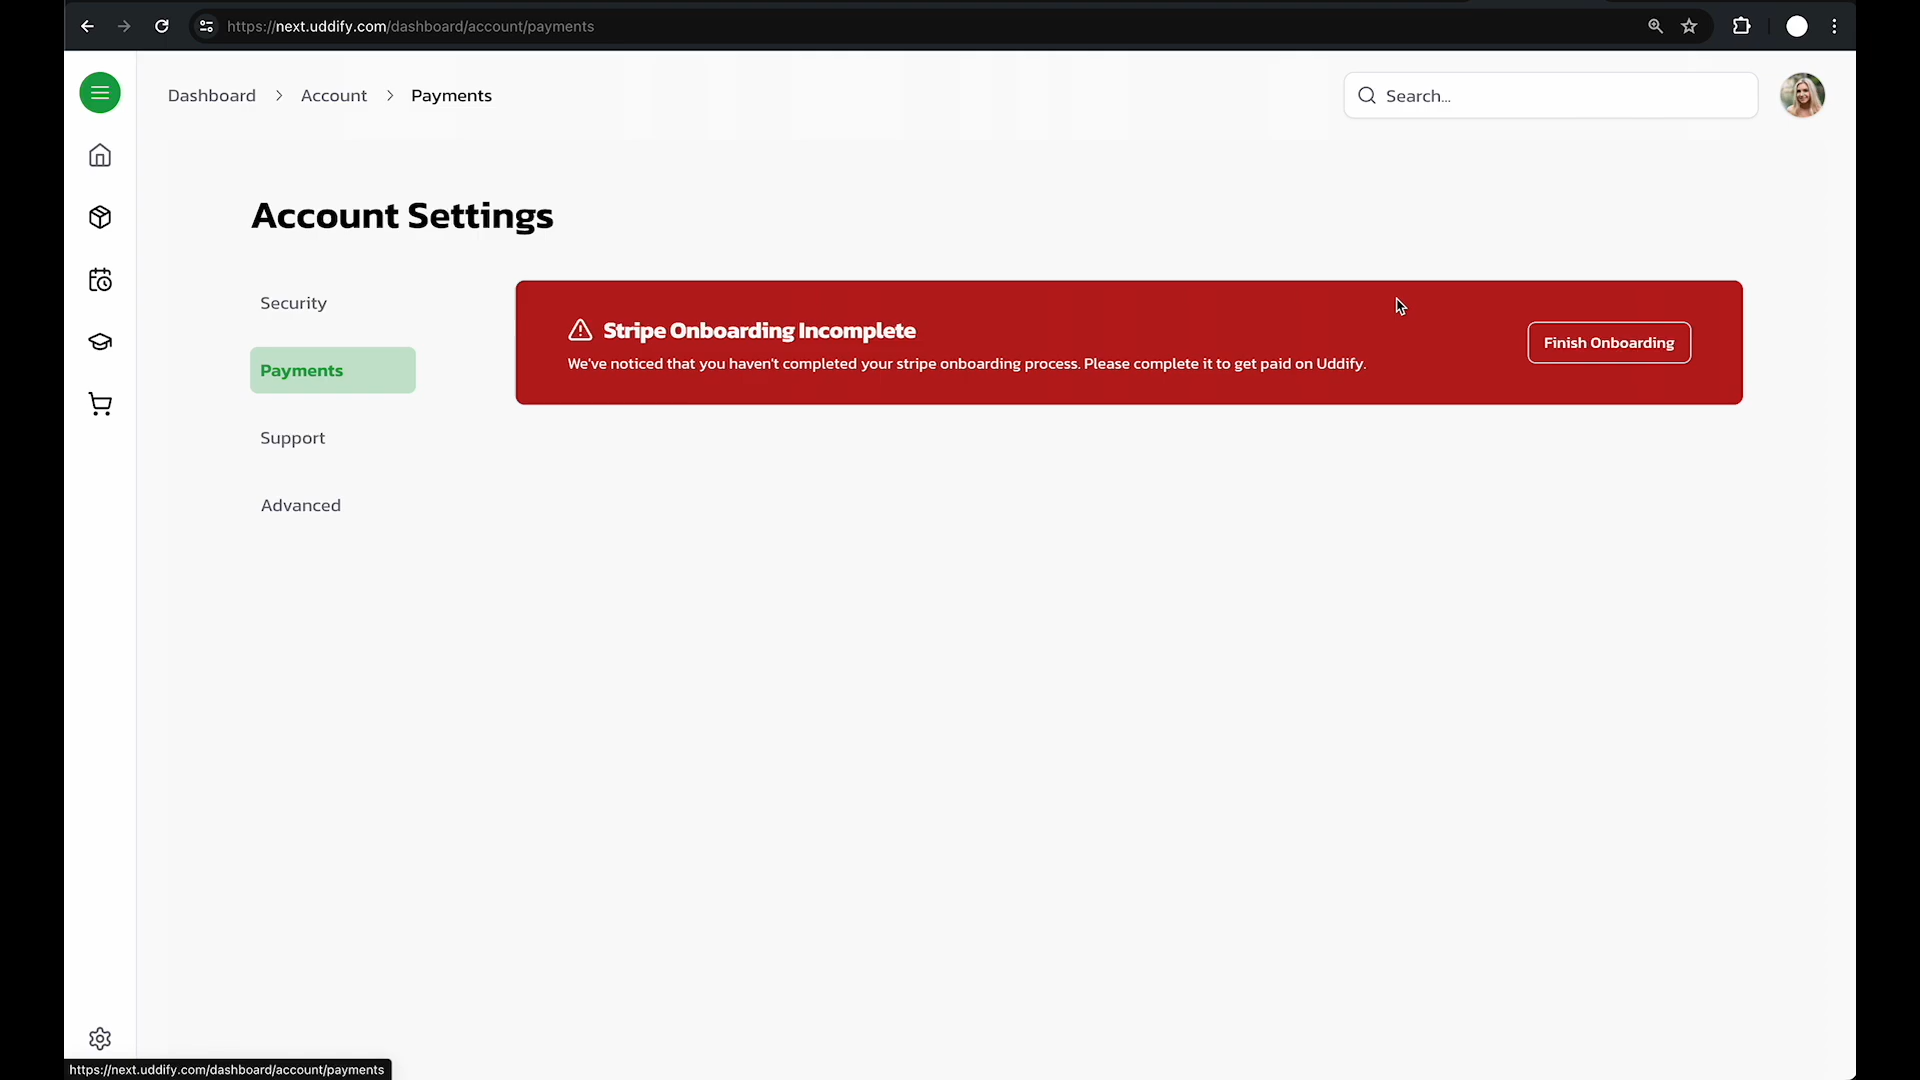 https://next.uddify.com/dashboard/account/payments
Dashboard > Account > Payments
Search...
Account Settings
Security
Payments
Support
Advanced
Stripe Onboarding Incomplete
We've noticed that you haven't completed your stripe onboarding process. Please complete it to get paid on Uddify.
Finish Onboarding
https://next.uddify.com/dashboard/account/payments